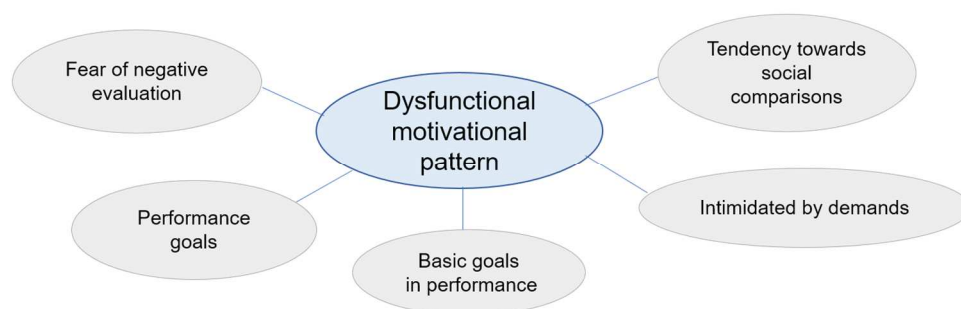 Fear of negative
evaluation
Dysfunctional
motivational
pattern
Tendency towards
social
comparisons
Performance
goals
Basic goals
in performance
Intimidated by demands